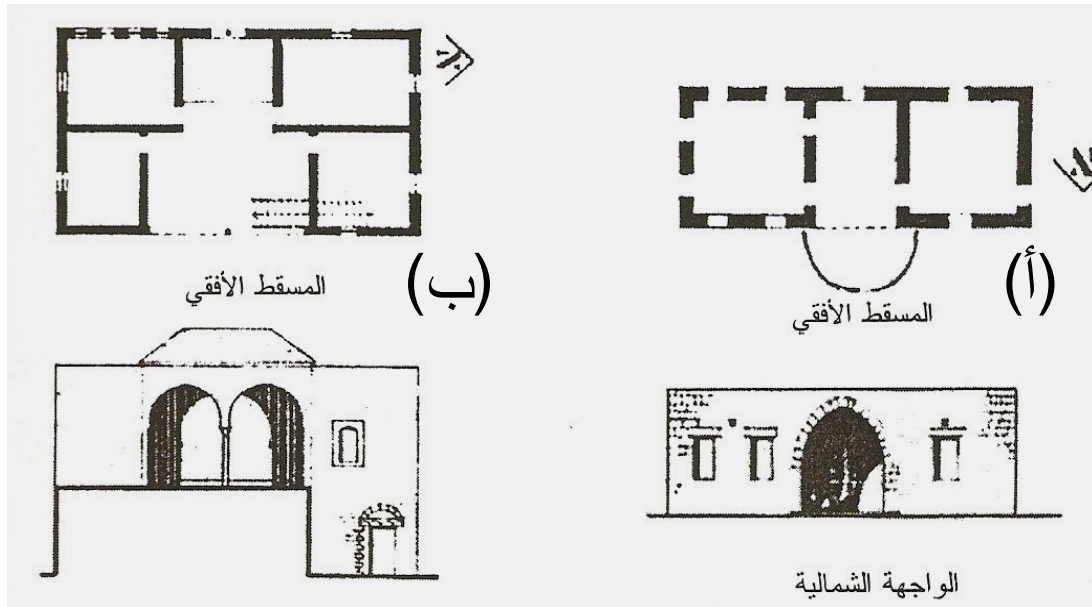 (أ)
المسقط الأفقي
(ب)
المسقط الأفقي
الواجهة الشمالية